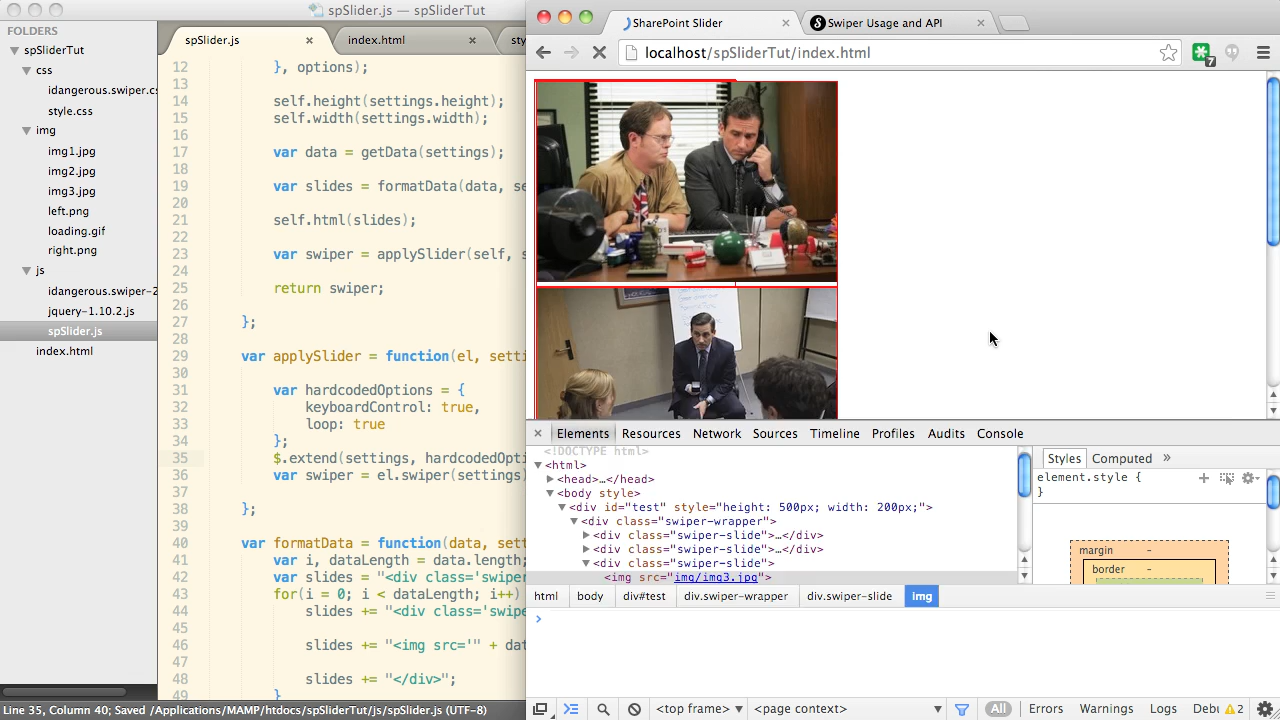 spSlider.js — spSliderTut
FOLDERS
spSliderTut
css
idangerous.swiper.cs
style.css
img
img1.jpg
img2.jpg
img3.jpg
left.png
loading.gif
right.png
js
idangerous.swiper-2
jquery-1.10.2.js
spSlider.js
index.html
spSlider.js × index.html × sty
12 }, options);
13
14 self.height(settings.height);
15 self.width(settings.width);
16
17 var data = getData(settings);
18
19 var slides = formatData(data, se
20
21 self.html(slides);
22
23 var swiper = applySlider(self, s
24
25 return swiper;
26
27 };
28
29 var applySlider = function(el, setti
30
31 var hardcodedOptions = {
32 keyboardControl: true,
33 loop: true
34 };
35 $.extend(settings, hardcodedOpti
36 var swiper = el.swiper(settings)
37
38 };
39
40 var formatData = function(data, sett
41 var i, dataLength = data.length;
42 var slides = "<div class='swiper
43 for(i = 0; i < dataLength; i++)
44 slides += "<div class='swipe
45
46 slides += "<img src='" + dat
47
48 slides += "</div>";
49 }
Line 35, Column 40; Saved /Applications/MAMP/htdocs/spSliderTut/js/spSlider.js (UTF-8)
SharePoint Slider × Swiper Usage and API ×
localhost/spSliderTut/index.html
7
× Elements Resources Network Sources Timeline Profiles Audits Console
<!DOCTYPE html>
<html>
<head>…</head>
<body style>
<div id="test" style="height: 500px; width: 200px;">
<div class="swiper-wrapper">
<div class="swiper-slide">…</div>
<div class="swiper-slide">…</div>
<div class="swiper-slide">
<img src="img/img3.jpg">
Styles Computed »
element.style {
}
margin -
border -
html body div#test div.swiper-wrapper div.swiper-slide img
>
<top frame> ▼ <page context> ▼ All Errors Warnings Logs Debu 2